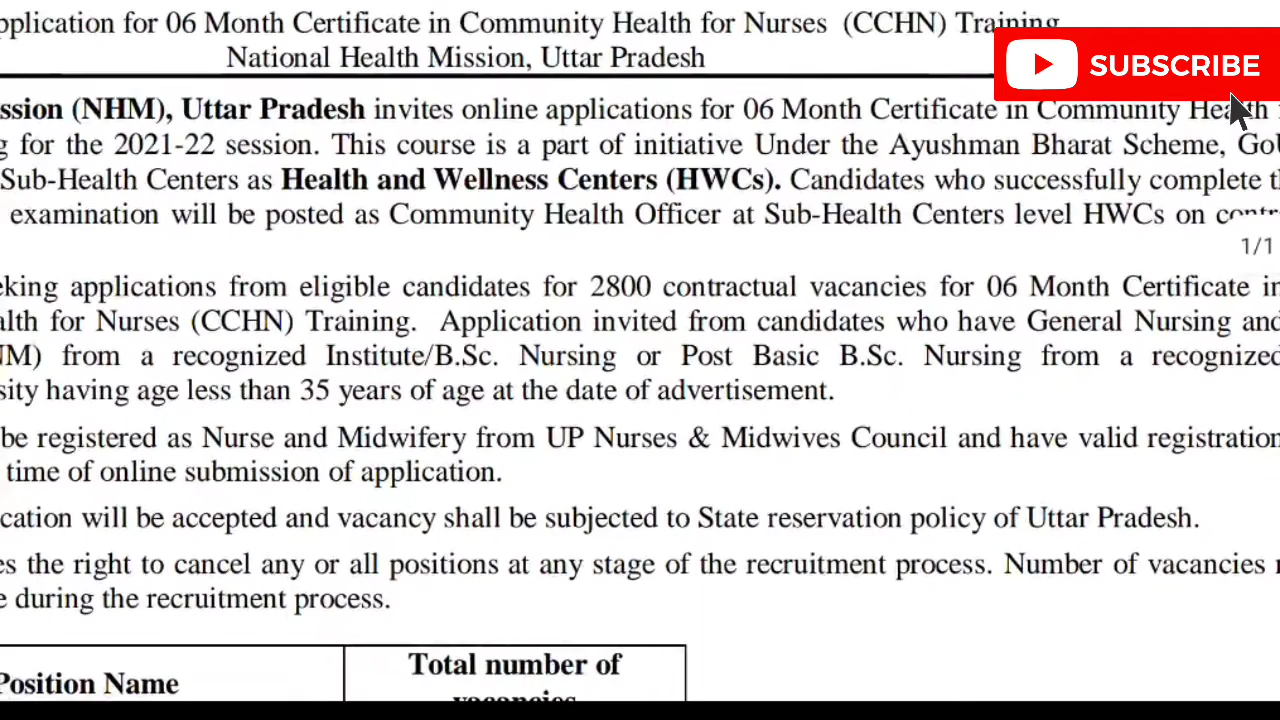 pplication for 06 Month Certificate in Community Health for Nurses (CCHN) Training
National Health Mission, Uttar Pradesh
SUBSCRIBE
ssion (NHM), Uttar Pradesh invites online applications for 06 Month Certificate in Community Health
g for the 2021-22 session. This course is a part of initiative Under the Ayushman Bharat Scheme, GoI
Sub-Health Centers as Health and Wellness Centers (HWCs). Candidates who successfully complete th
examination will be posted as Community Health Officer at Sub-Health Centers level HWCs on contr
1/1
eking applications from eligible candidates for 2800 contractual vacancies for 06 Month Certificate in
alth for Nurses (CCHN) Training. Application invited from candidates who have General Nursing and
NM) from a recognized Institute/B.Sc. Nursing or Post Basic B.Sc. Nursing from a recognized
sity having age less than 35 years of age at the date of advertisement.
be registered as Nurse and Midwifery from UP Nurses & Midwives Council and have valid registration
time of online submission of application.
cation will be accepted and vacancy shall be subjected to State reservation policy of Uttar Pradesh.
es the right to cancel any or all positions at any stage of the recruitment process. Number of vacancies
e during the recruitment process.
Position Name
Total number of
vacancies